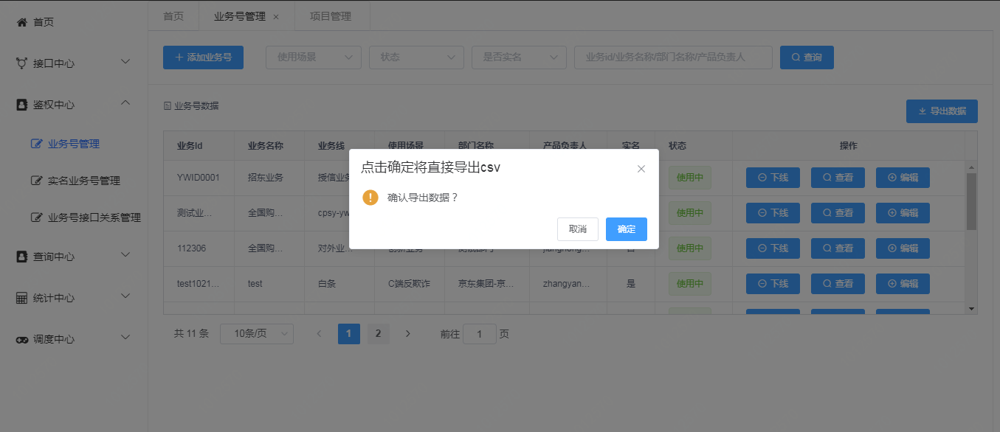 首页
接口中心
鉴权中心
业务号管理
实名业务号管理
业务号接口关系管理
查询中心
统计中心
调度中心
首页 业务号管理 × 项目管理
+ 添加业务号 使用场景 状态 是否实名 业务id/业务名称/部门名称/产品负责人 查询
业务号数据
导出数据
业务Id 业务名称 业务线 使用场景 部门名称 产品负责人 实名 状态 操作
YWID0001 招东业务 授信业务 使用中 下线 查看 编辑
测试业... 全国购... cpsy-yw 使用中 下线 查看 编辑
112306 全国购... 对外业... 使用中 下线 查看 编辑
test1021... test 白条 C端反欺诈 京东集团-京... zhangyan... 是 使用中 下线 查看 编辑
点击确定将直接导出csv
确认导出数据？
取消 确定
共 11 条 10条/页 1 2 前往 1 页